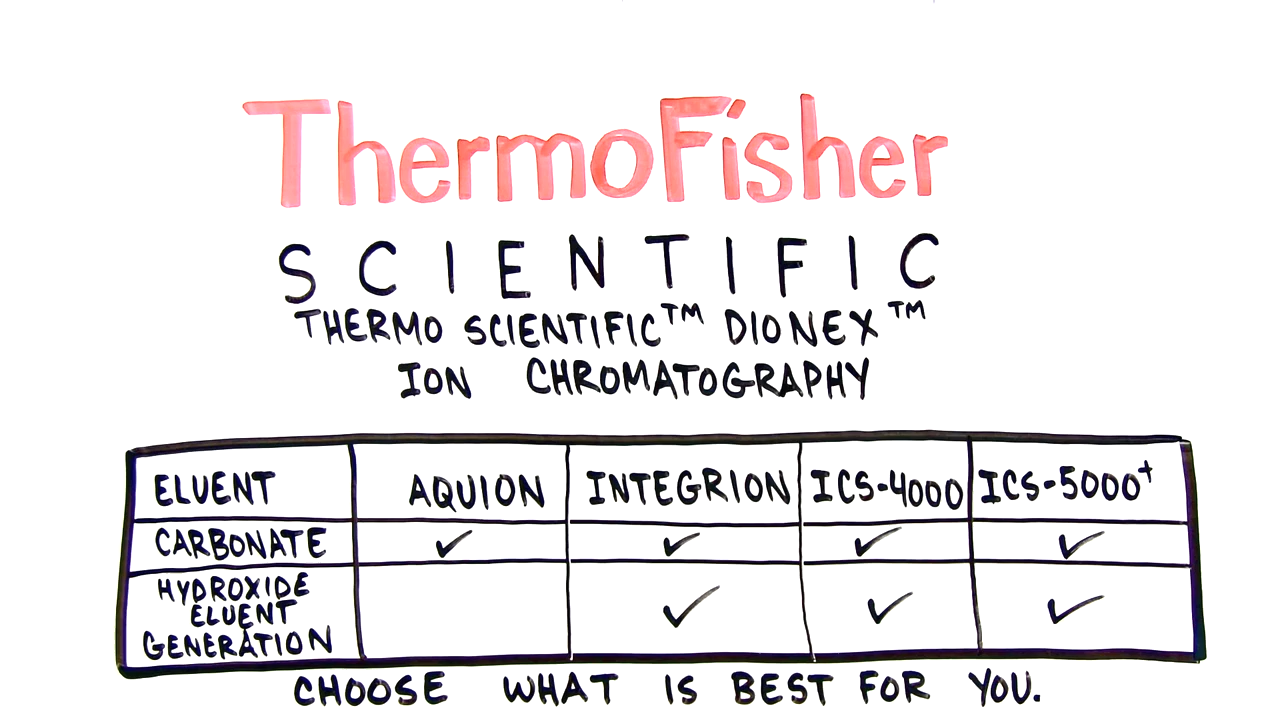 ThermoFisher
SCIENTIFIC
THERMO SCIENTIFIC™ DIONEX™
ION CHROMATOGRAPHY
ELUENT AQUION INTEGRION ICS-4000 ICS-5000+
CARBONATE ✓ ✓ ✓ ✓
HYDROXIDE
ELUENT
GENERATION ✓ ✓ ✓
CHOOSE WHAT IS BEST FOR YOU.